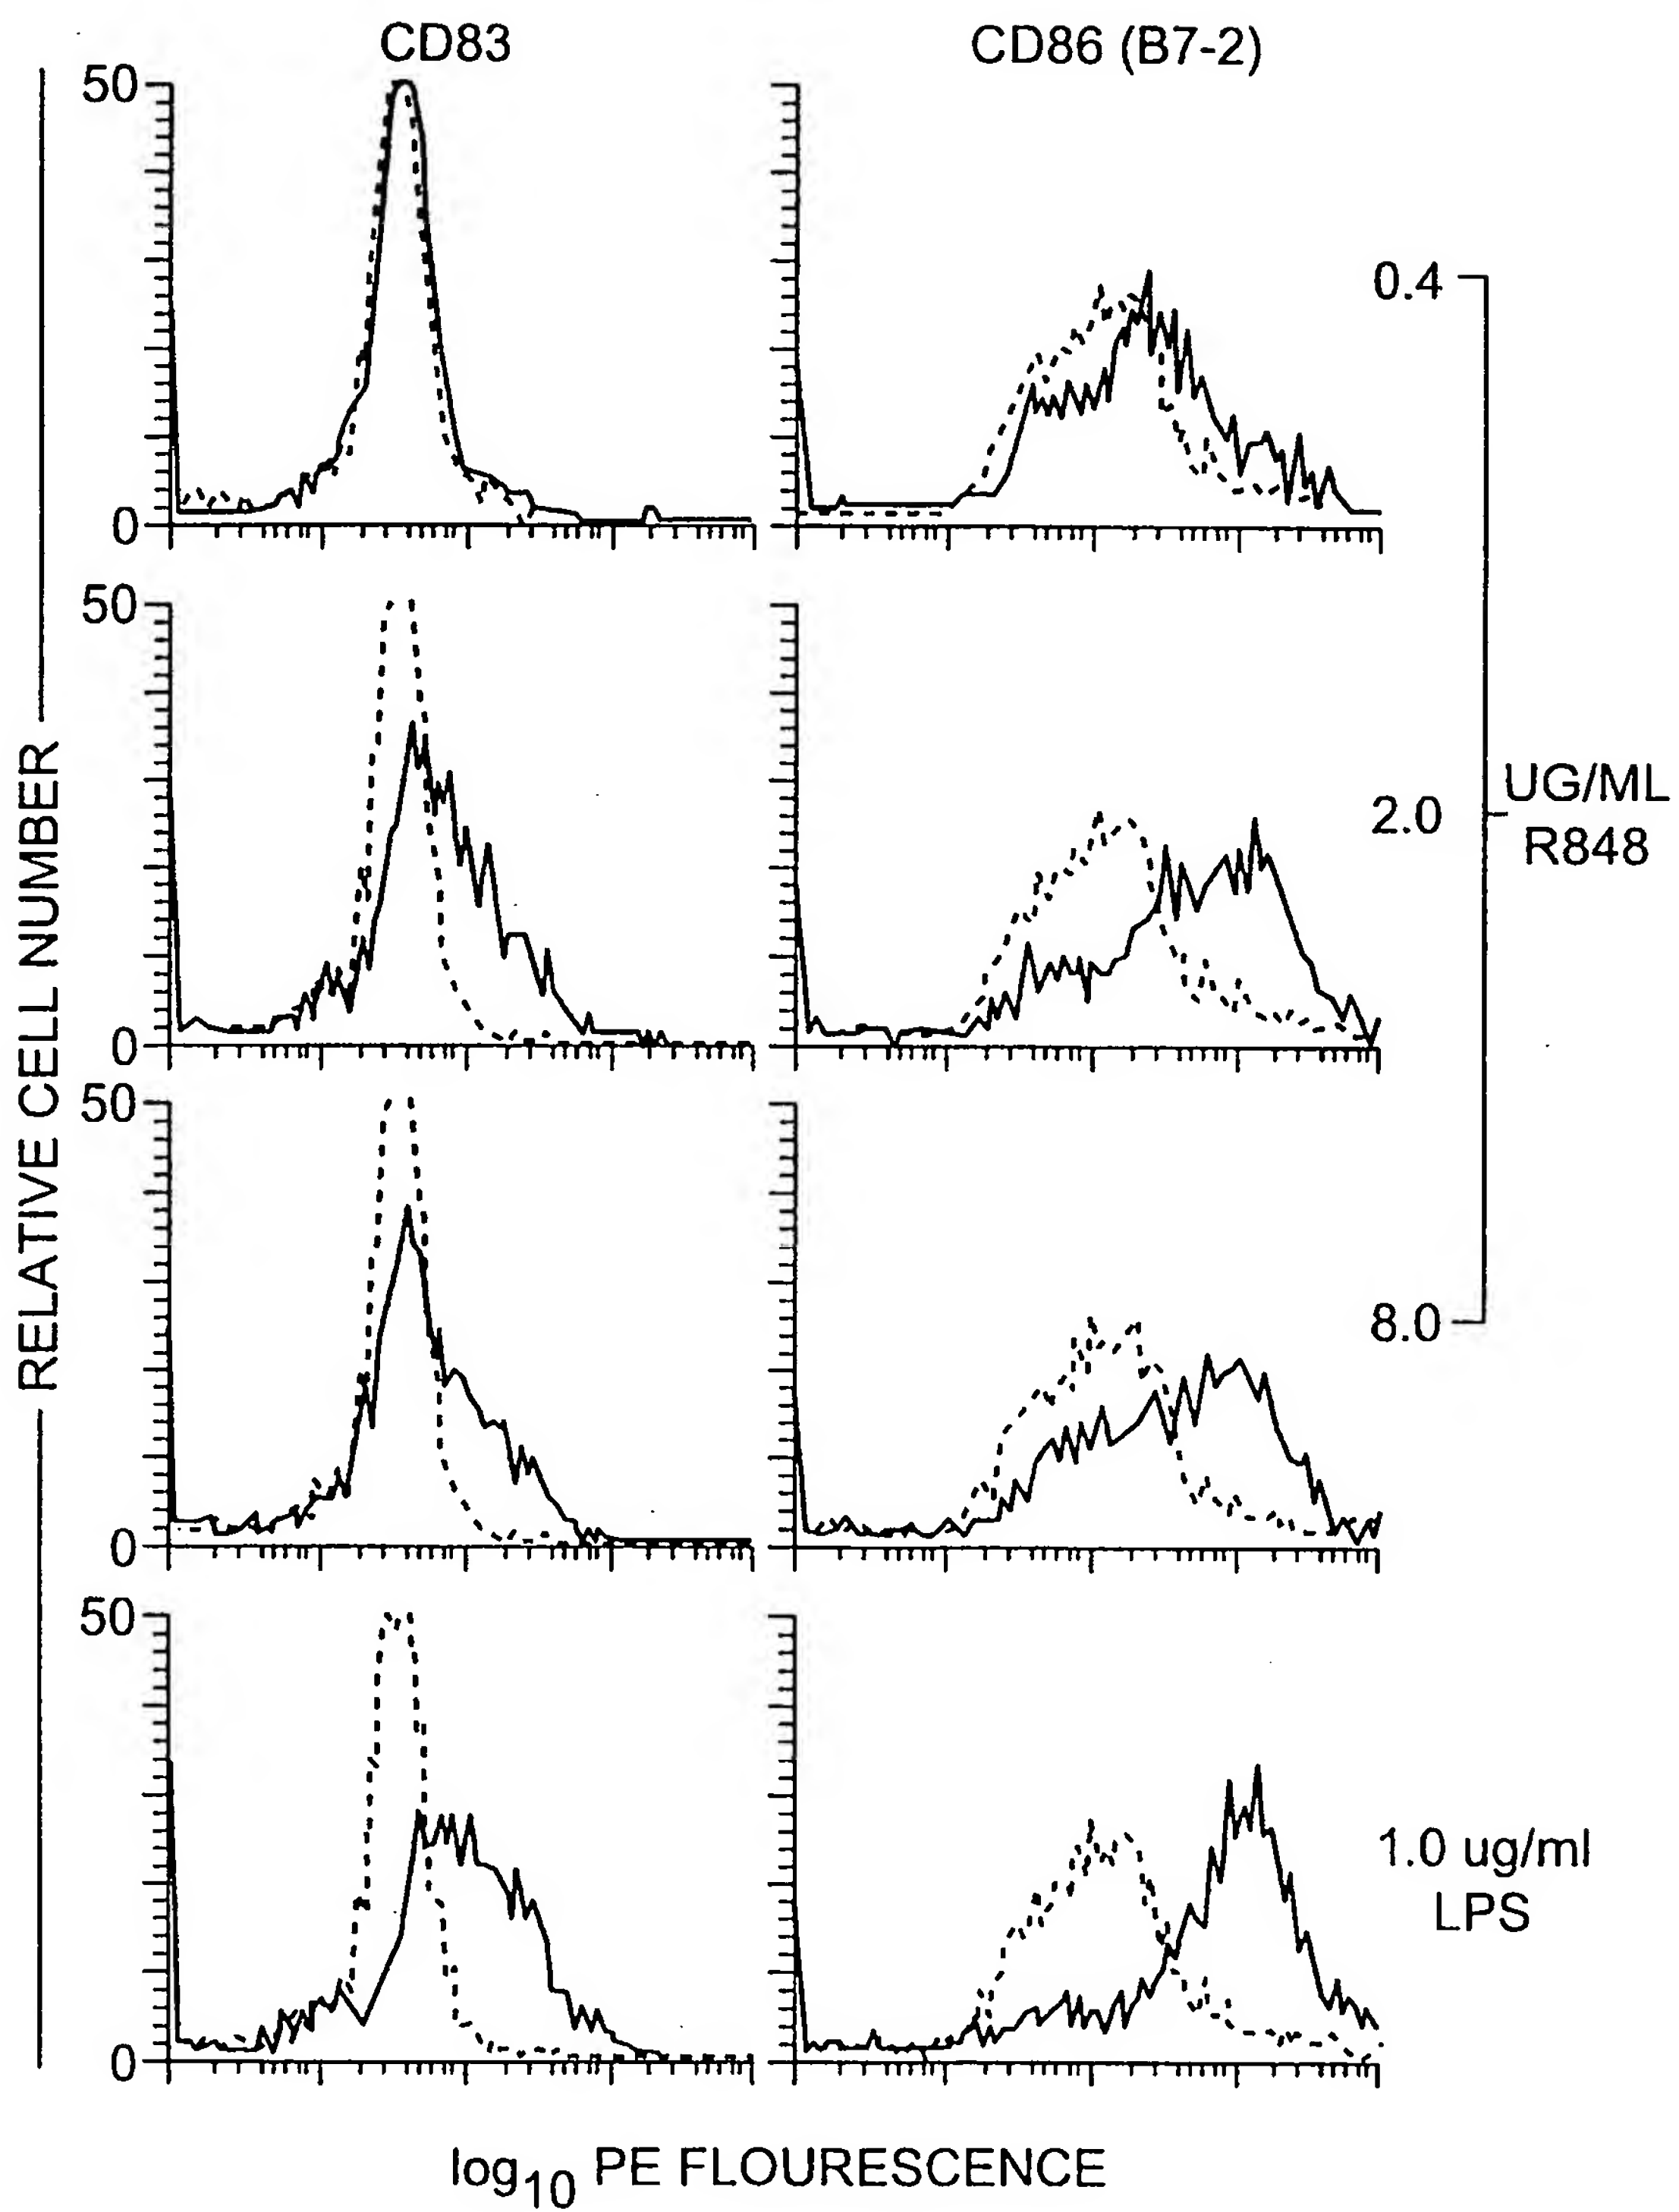 CD83
CD86 (B7-2)
50
0
0.4
50
0
2.0
UG/ML
R848
50
0
8.0
50
0
1.0 ug/ml
LPS
RELATIVE CELL NUMBER
log10 PE FLOURESCENCE